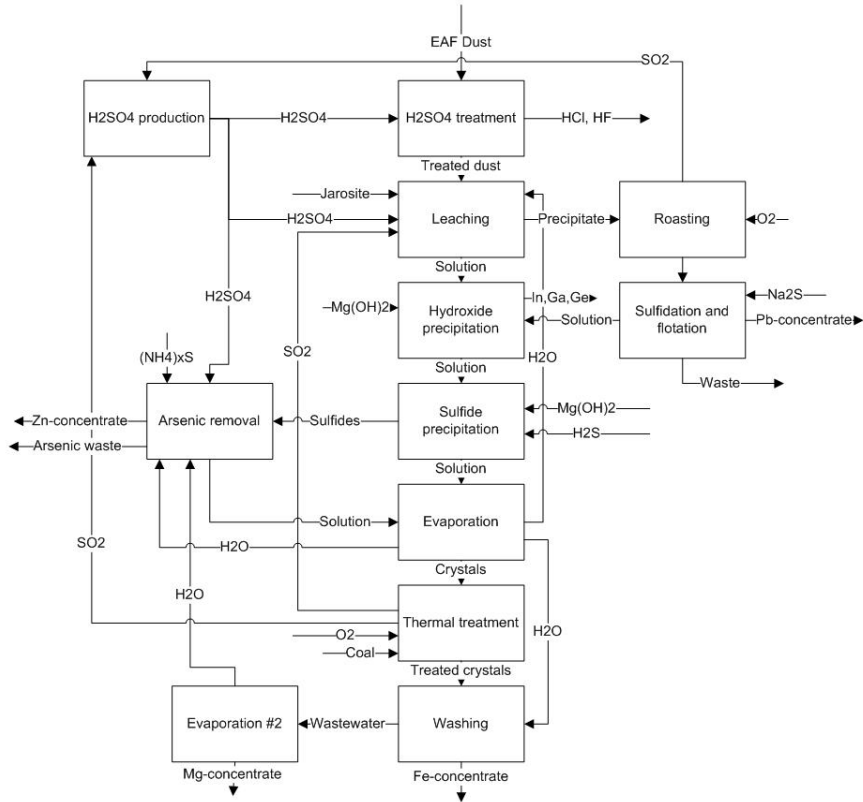 EAF Dust
SO2
H2SO4 production
H2SO4
H2SO4 treatment
HCl, HF
Treated dust
Jarosite
H2SO4
Leaching
Precipitate
Roasting
O2
Solution
H2SO4
Mg(OH)2
Hydroxide
precipitation
In,Ga,Ge
Solution
Sulfidation and
flotation
Na2S
Pb-concentrate
SO2
H2O
(NH4)xS
Solution
Waste
Zn-concentrate
Arsenic waste
Arsenic removal
Sulfides
Sulfide
precipitation
Mg(OH)2
H2S
Solution
Solution
Evaporation
SO2
H2O
Crystals
H2O
Thermal treatment
O2
Coal
H2O
Treated crystals
Evaporation #2
Wastewater
Washing
Mg-concentrate
Fe-concentrate